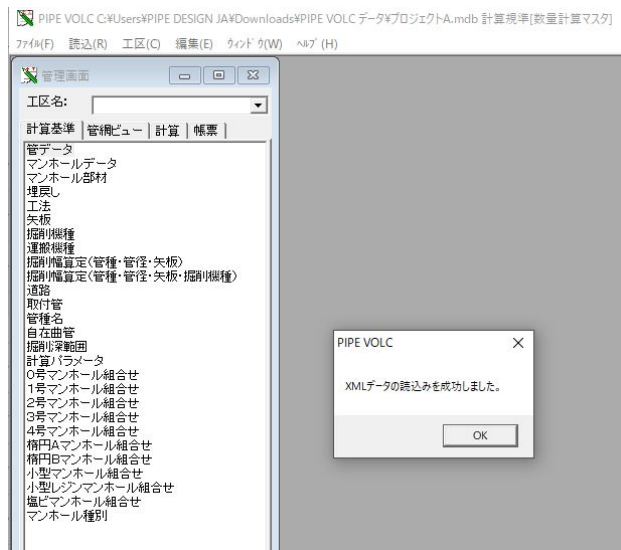 PIPE VOLC C:¥Users¥PIPE DESIGN JA¥Downloads¥PIPE VOLC データ¥プロジェクトA.mdb 計算規準[数量計算マスタ]
ファイル(F) 読込(R) 工区(C) 編集(E) ウィンドウ(W) ヘルプ(H)
管理画面
工区名:
計算基準 管網ビュー 計算 帳票
管データ
マンホールデータ
マンホール部材
埋戻し
工法
矢板
掘削機種
運搬機種
掘削幅算定(管種・管径・矢板)
掘削幅算定(管種・管径・矢板・掘削機種)
道路
取付管
管種名
自在曲管
掘削深範囲
計算パラメータ
0号マンホール組合せ
1号マンホール組合せ
2号マンホール組合せ
3号マンホール組合せ
4号マンホール組合せ
楕円Aマンホール組合せ
楕円Bマンホール組合せ
小型マンホール組合せ
小型レジンマンホール組合せ
塩ビマンホール組合せ
マンホール種別
PIPE VOLC
XMLデータの読込みを成功しました。
OK